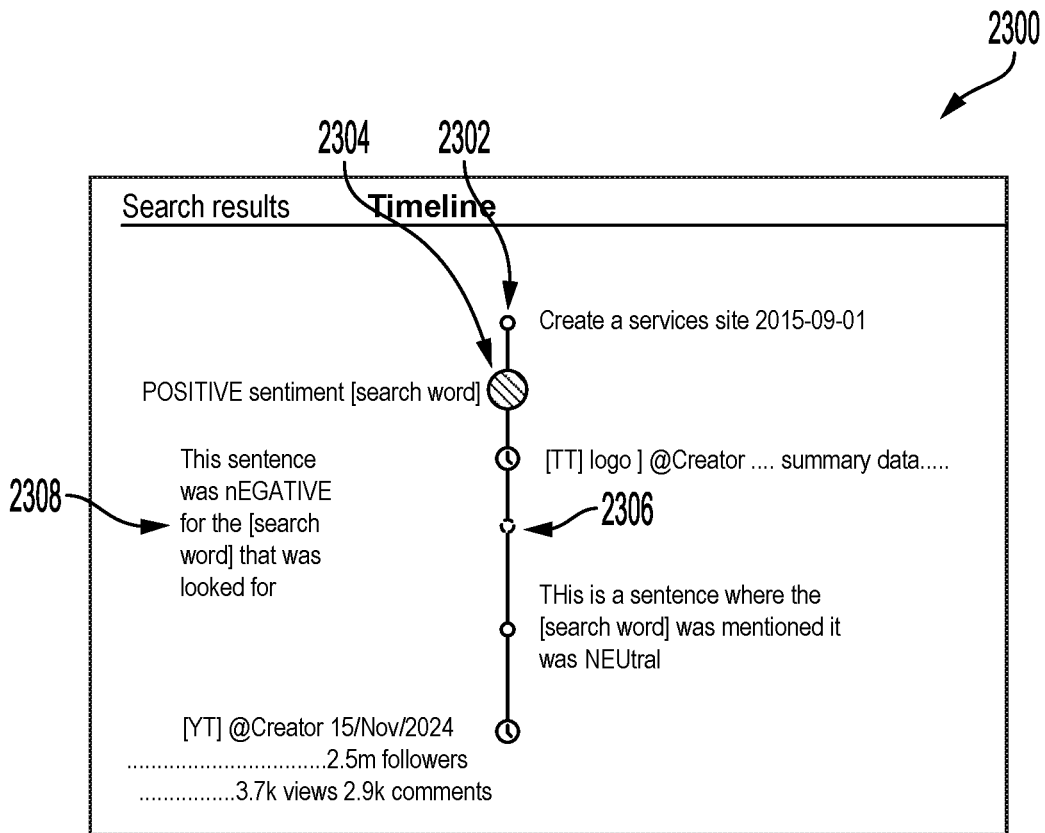 2300
2304 2302
Search results Timeline
Create a services site 2015-09-01
POSITIVE sentiment [search word]
[TT] logo ] @Creator .... summary data.....
2308
This sentence
was nEGATIVE
for the [search
word] that was
looked for
2306
THis is a sentence where the
[search word] was mentioned it
was NEUtral
[YT] @Creator 15/Nov/2024
.................................2.5m followers
................3.7k views 2.9k comments